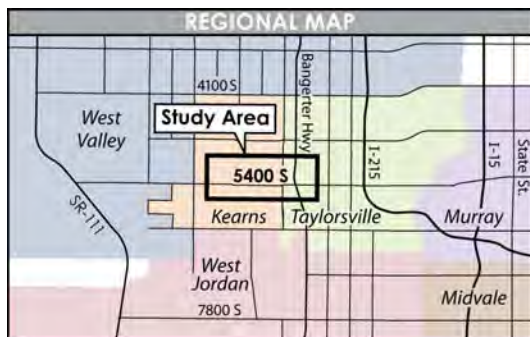 REGIONAL MAP
4100 S
Bangerter Hwy
West
Valley
Study Area
I-215
I-15
State St.
5400 S
SR-111
Kearns
Taylorsville
Murray
West
Jordan
Midvale
7800 S